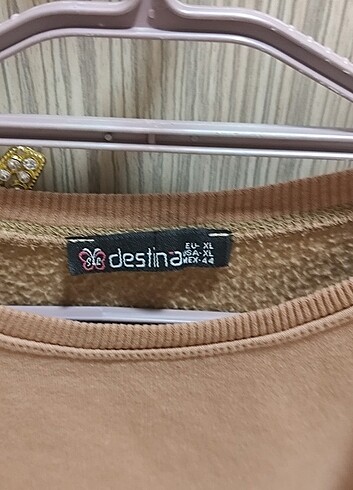 destina
EU- XL
USA-XL
MEX-44